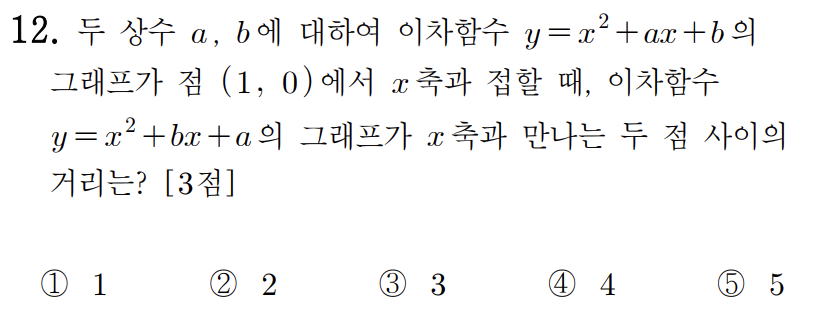 12. 두 상수 a, b에 대하여 이차함수 y=x²+ax+b의
그래프가 점 (1, 0)에서 x축과 접할 때, 이차함수
y=x²+bx+a의 그래프가 x축과 만나는 두 점 사이의
거리는? [3점]
① 1 ② 2 ③ 3 ④ 4 ⑤ 5